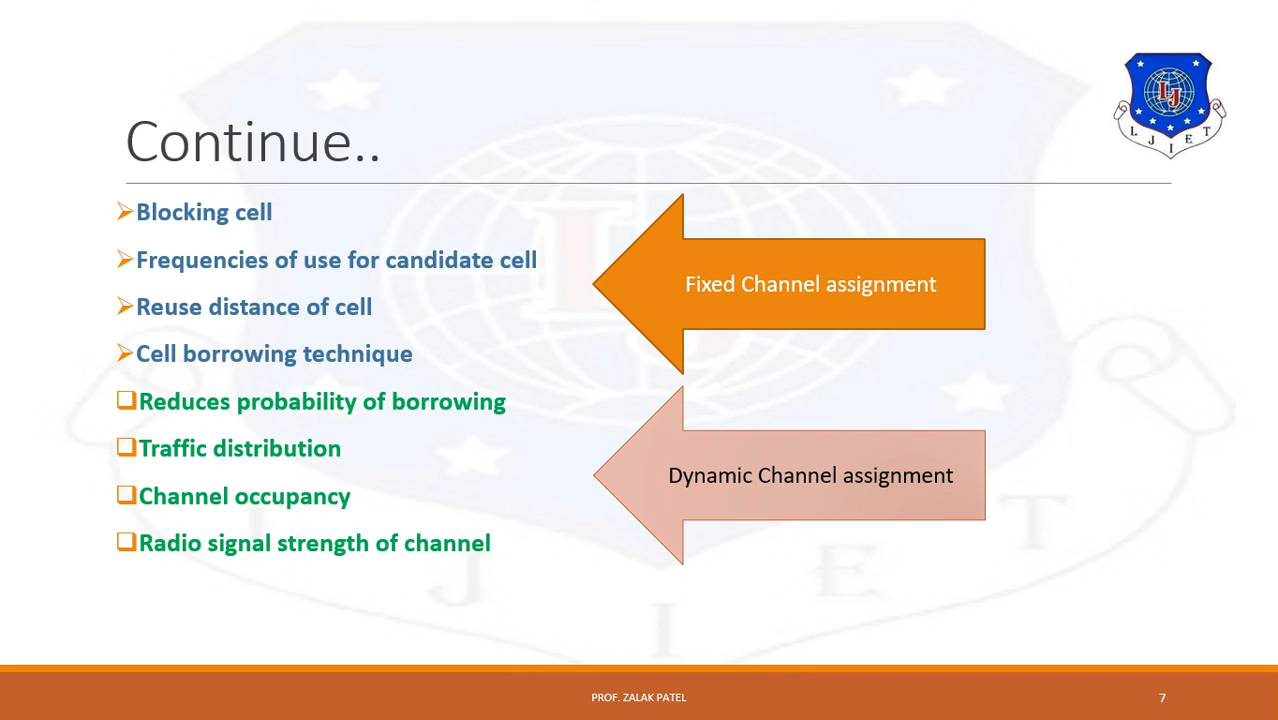 Continue..
LJIET
Blocking cell
Frequencies of use for candidate cell
Reuse distance of cell
Cell borrowing technique
Reduces probability of borrowing
Traffic distribution
Channel occupancy
Radio signal strength of channel
Fixed Channel assignment
Dynamic Channel assignment
LJ
J I E T
PROF. ZALAK PATEL
7